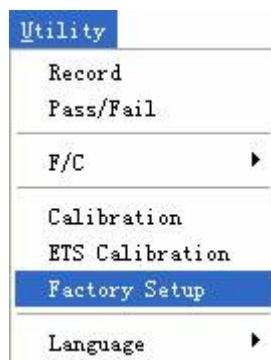 Utility
Record
Pass/Fail
F/C
Calibration
ETS Calibration
Factory Setup
Language